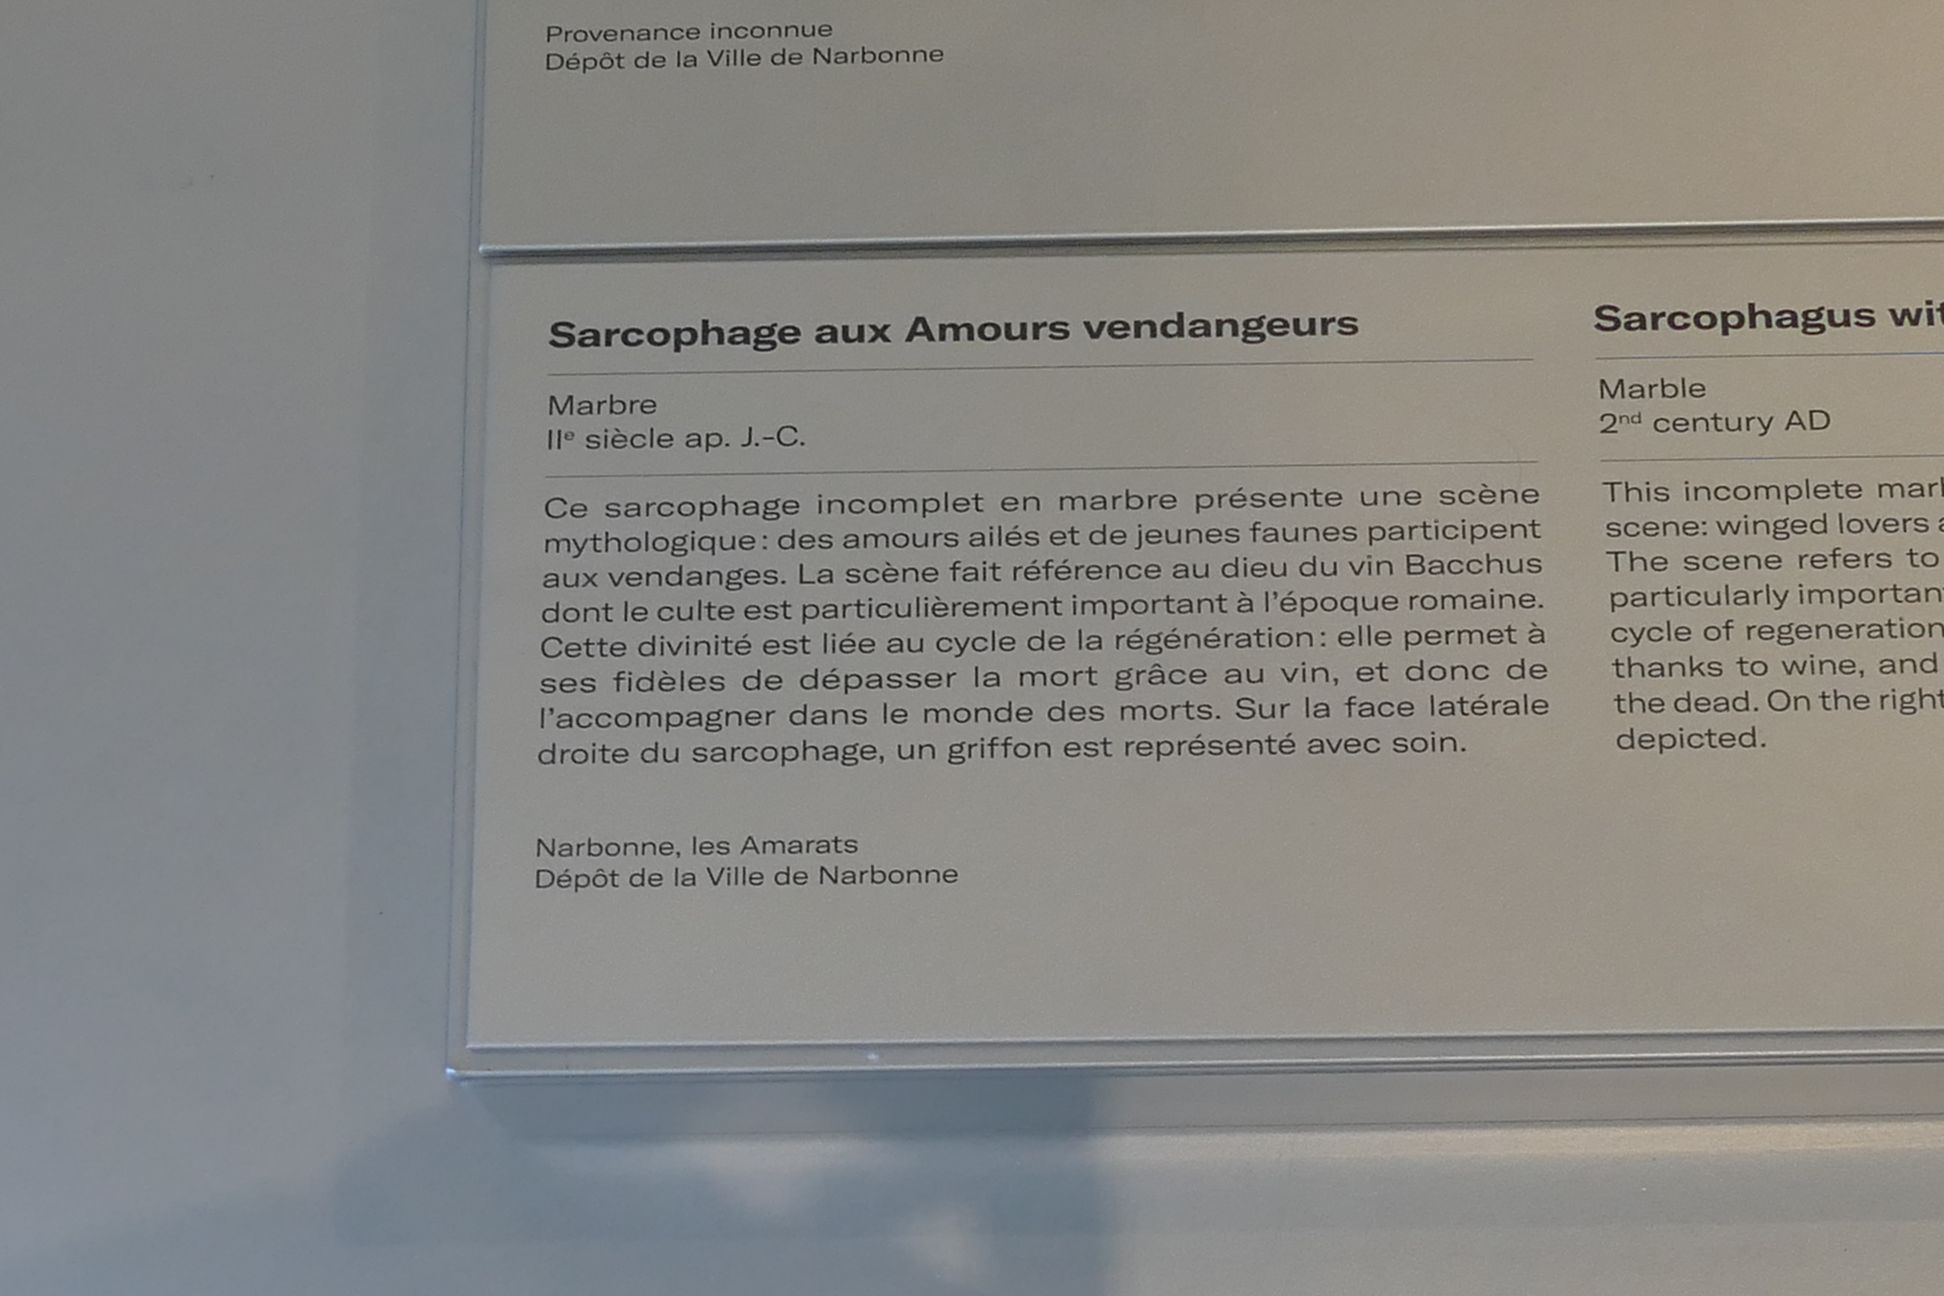 Provenance inconnue
Dépôt de la Ville de Narbonne
Sarcophage aux Amours vendangeurs
Marbre
IIᵉ siècle ap. J.-C.
Ce sarcophage incomplet en marbre présente une scène
mythologique : des amours ailés et de jeunes faunes participent
aux vendanges. La scène fait référence au dieu du vin Bacchus
dont le culte est particulièrement important à l’époque romaine.
Cette divinité est liée au cycle de la régénération : elle permet à
ses fidèles de dépasser la mort grâce au vin, et donc de
l’accompagner dans le monde des morts. Sur la face latérale
droite du sarcophage, un griffon est représenté avec soin.
Narbonne, les Amarats
Dépôt de la Ville de Narbonne
Sarcophagus
Marble
2ⁿᵈ century AD
This incomplete
scene: winged lovers
The scene refers to
particularly
cycle of regeneration
thanks to wine, and
the dead. On the right
depicted.